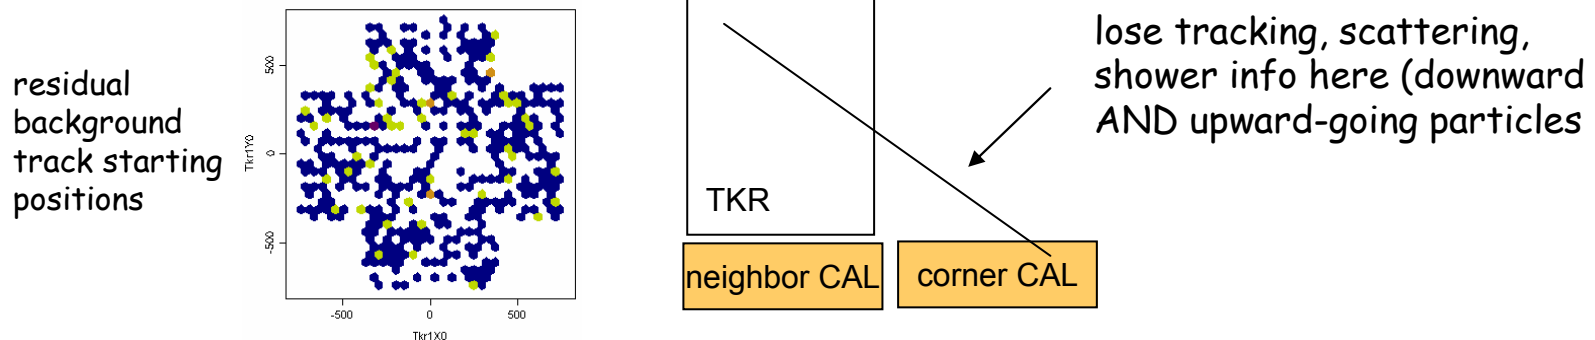 residual
background
track starting
positions
Tkr1Y0
500
0
-500
-500
0
500
Tkr1X0
TKR
neighbor CAL
corner CAL
lose tracking, scattering,
shower info here (downward
AND upward-going particles